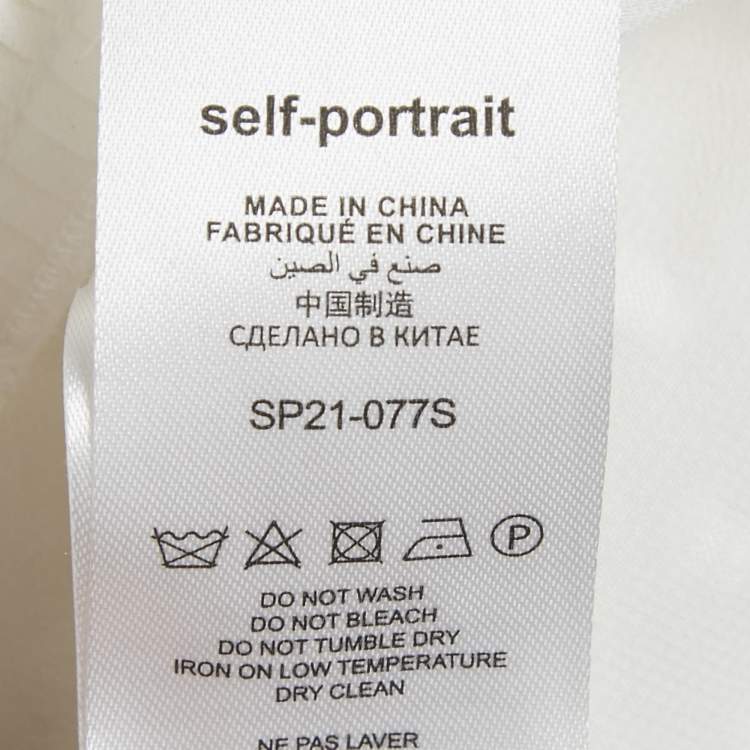 self-portrait
MADE IN CHINA
FABRIQUÉ EN CHINE
صنع في الصين
中国制造
СДЕЛАНО В КИТАЕ
SP21-077S
P
DO NOT WASH
DO NOT BLEACH
DO NOT TUMBLE DRY
IRON ON LOW TEMPERATURE
DRY CLEAN
NE PAS LAVER